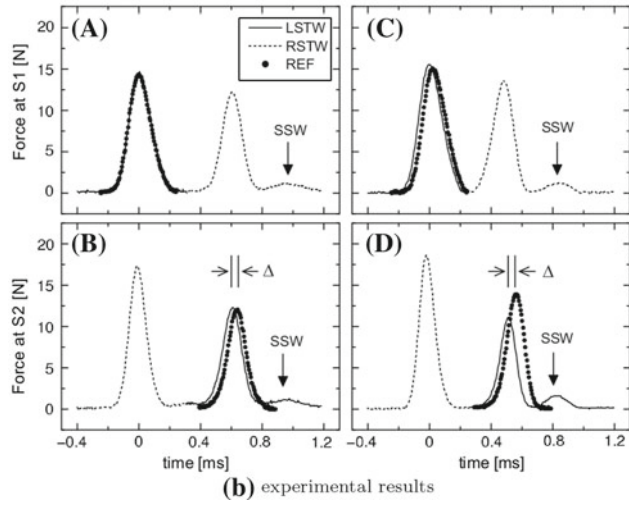 (A)
LSTW
RSTW
REF
SSW
Force at S1 [N]
20
15
10
5
0
(C)
SSW
(B)
Δ
SSW
Force at S2 [N]
20
15
10
5
0
(D)
Δ
SSW
-0.4 0 0.4 0.8 1.2
-0.4 0 0.4 0.8 1.2
time [ms]
time [ms]
(b) experimental results